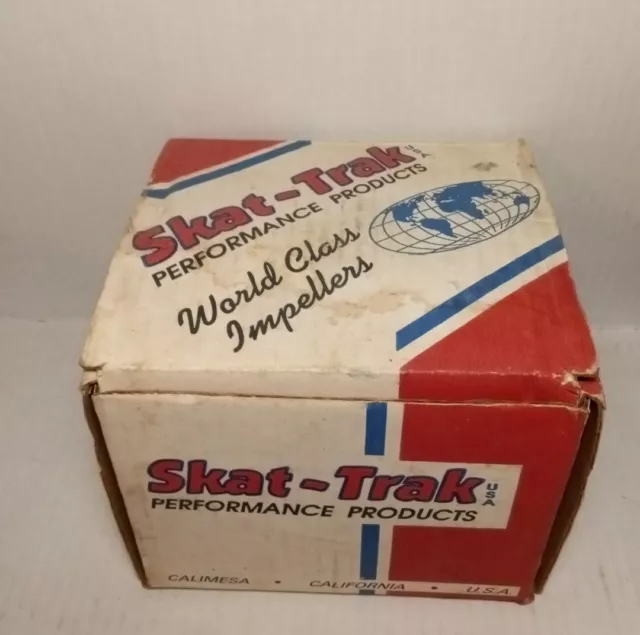 Skat-Trak USA
PERFORMANCE PRODUCTS
World Class
Impellers
Skat-Trak USA
PERFORMANCE PRODUCTS
CALIMESA • CALIFORNIA • U.S.A